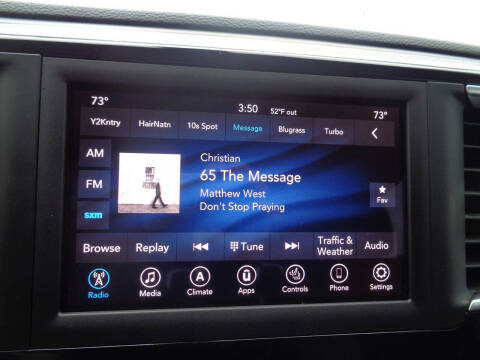 73° 3:50 52°F out 73°
Y2Kntry HairNatn 10s Spot Message Blugrass Turbo
AM
FM
sxm
Christian
65 The Message
Matthew West
Don't Stop Praying
Fav
Browse Replay Tune Traffic & Weather Audio
Radio Media Climate Apps Controls Phone Settings